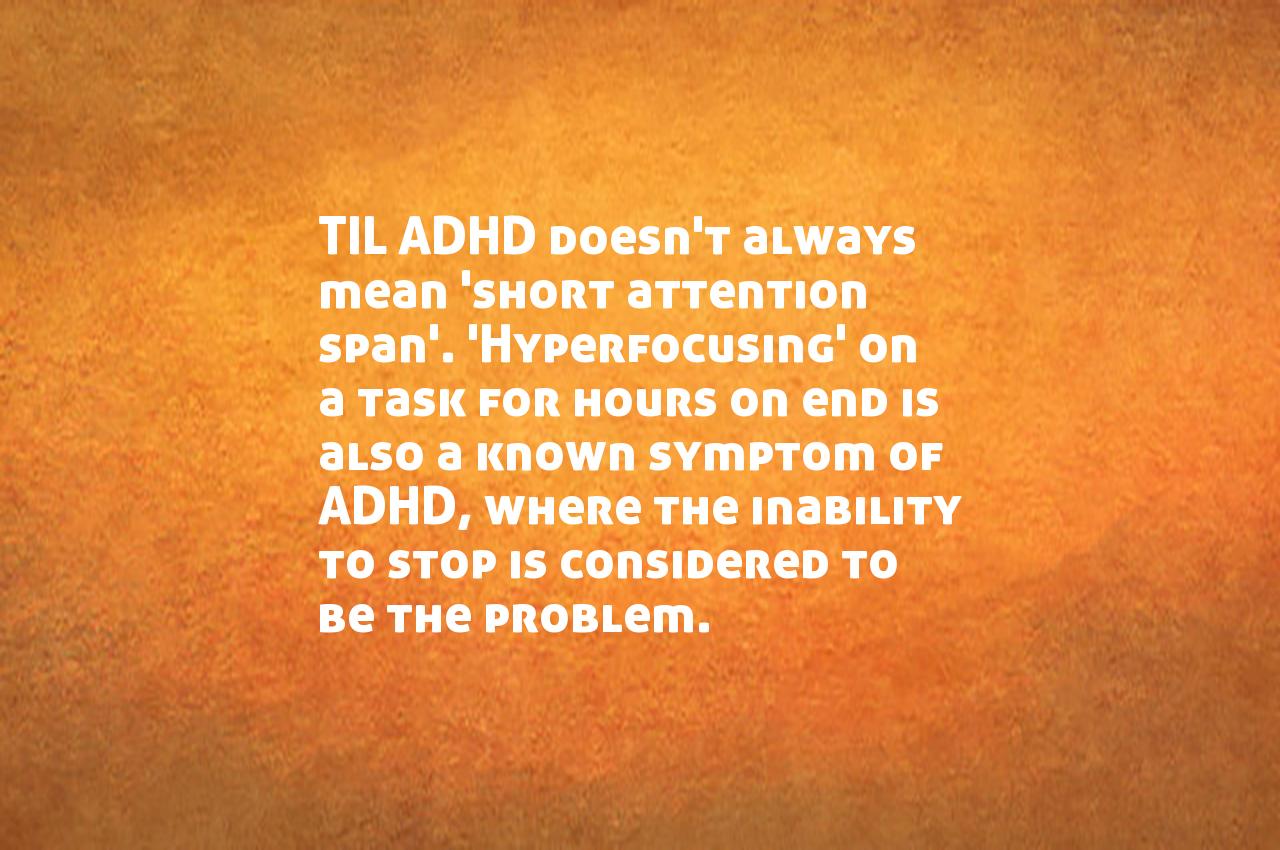 TIL ADHD doesn't always
mean 'short attention
span'. 'Hyperfocusing' on
a task for hours on end is
also a known symptom of
ADHD, where the inability
to stop is considered to
be the problem.